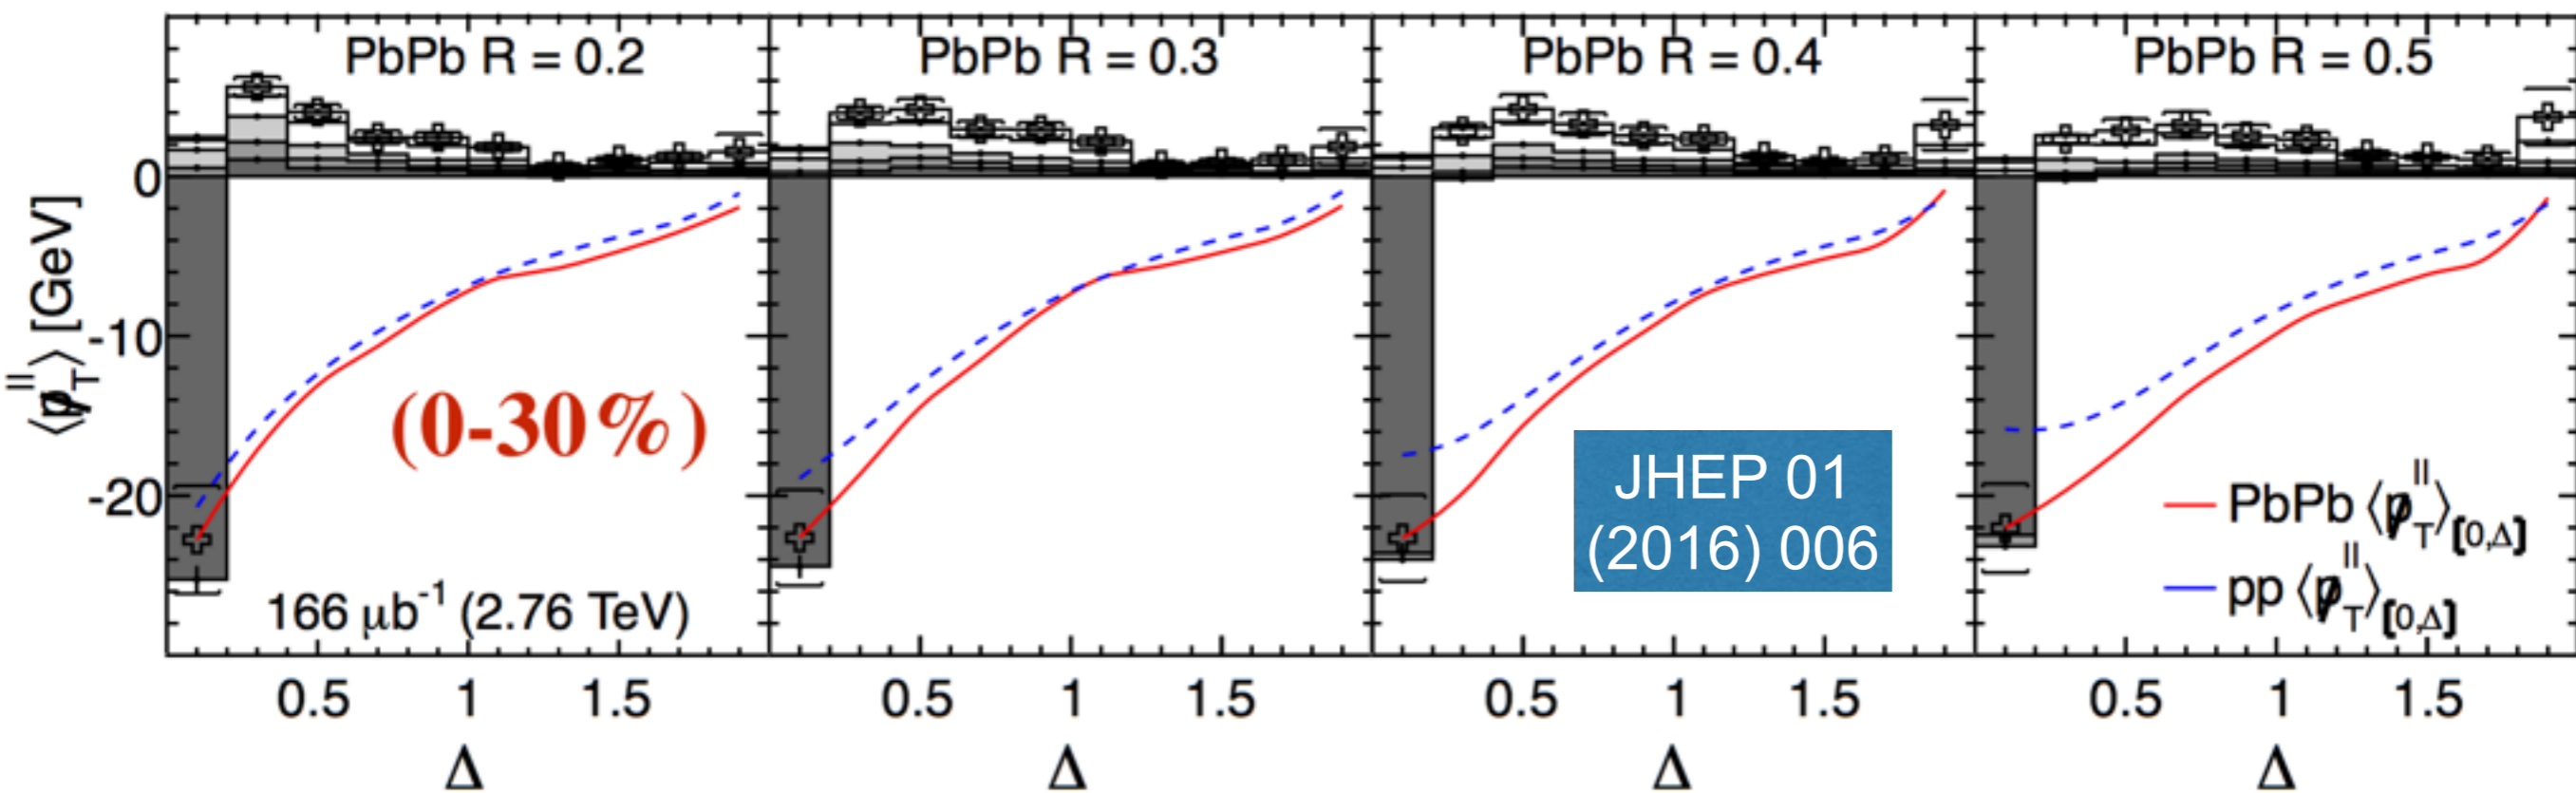 PbPb R = 0.2
PbPb R = 0.3
PbPb R = 0.4
PbPb R = 0.5
0
-10
-20
⟨p̸ᵀ^||⟩ [GeV]
(0-30%)
166 μb⁻¹ (2.76 TeV)
JHEP 01
(2016) 006
PbPb ⟨p̸ᵀ^||⟩[0,Δ]
pp ⟨p̸ᵀ^||⟩[0,Δ]
0.5 1 1.5
0.5 1 1.5
0.5 1 1.5
0.5 1 1.5
Δ
Δ
Δ
Δ